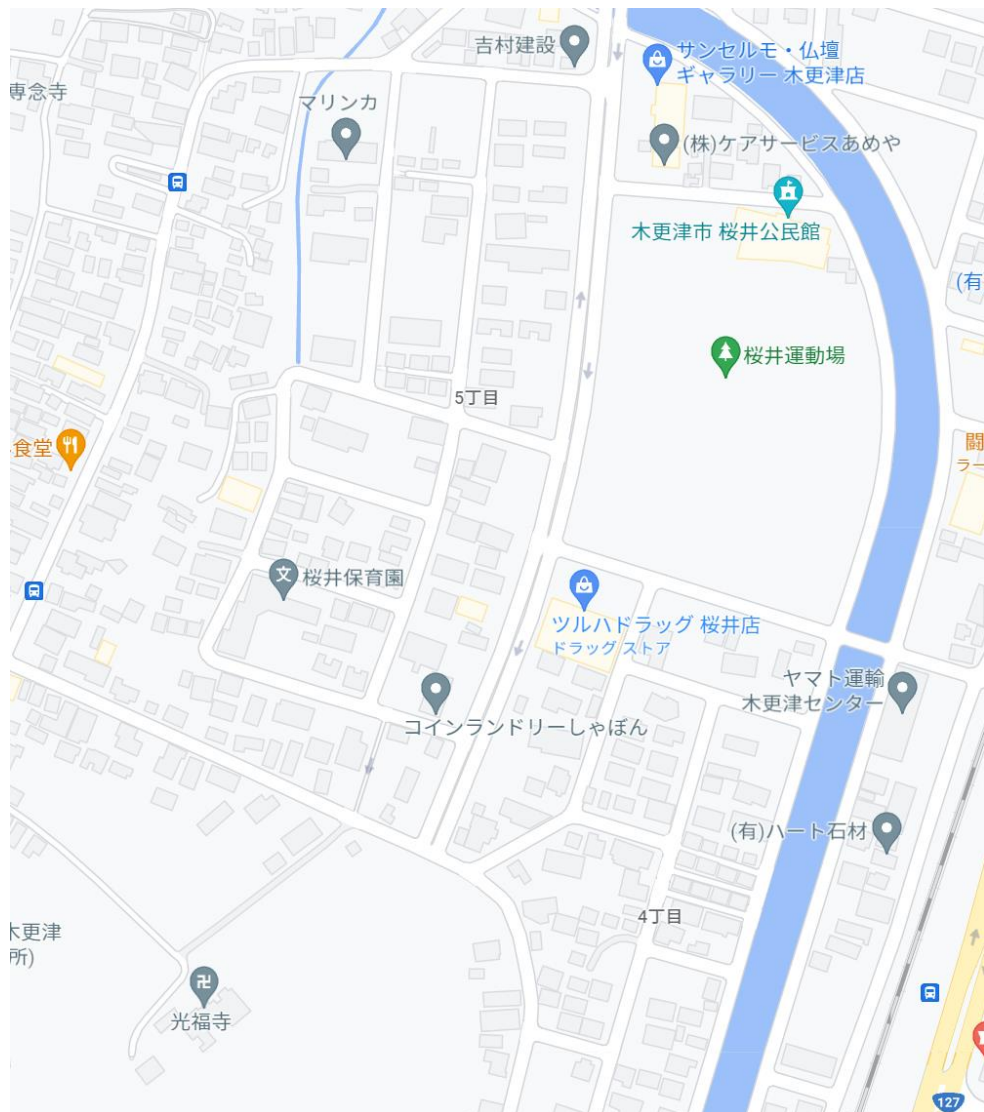 吉村建設
サンセルモ・仏壇
ギャラリー 木更津店
専念寺
マリンカ
(株)ケアサービスあめや
木更津市 桜井公民館
(有
桜井運動場
5丁目
食堂
闘
ラー
文
桜井保育園
ツルハドラッグ 桜井店
ドラッグ ストア
ヤマト運輸
木更津センター
コインランドリーしゃぼん
(有)ハート石材
4丁目
木更津
所)
卍
光福寺
127